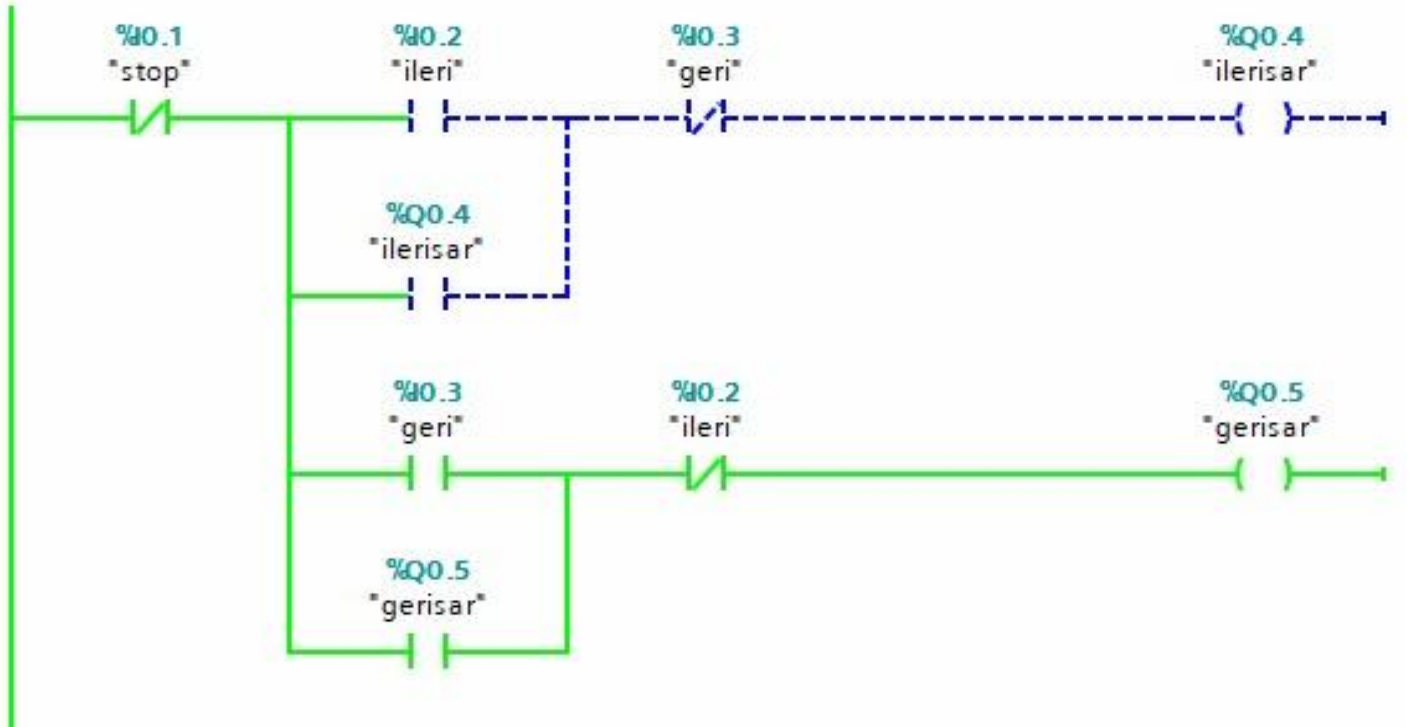 %I0.1 %I0.2 %I0.3 %Q0.4
"stop" "ileri" "geri" "ilerisar"
%Q0.4
"ilerisar"
%I0.3 %I0.2 %Q0.5
"geri" "ileri" "gerisar"
%Q0.5
"gerisar"